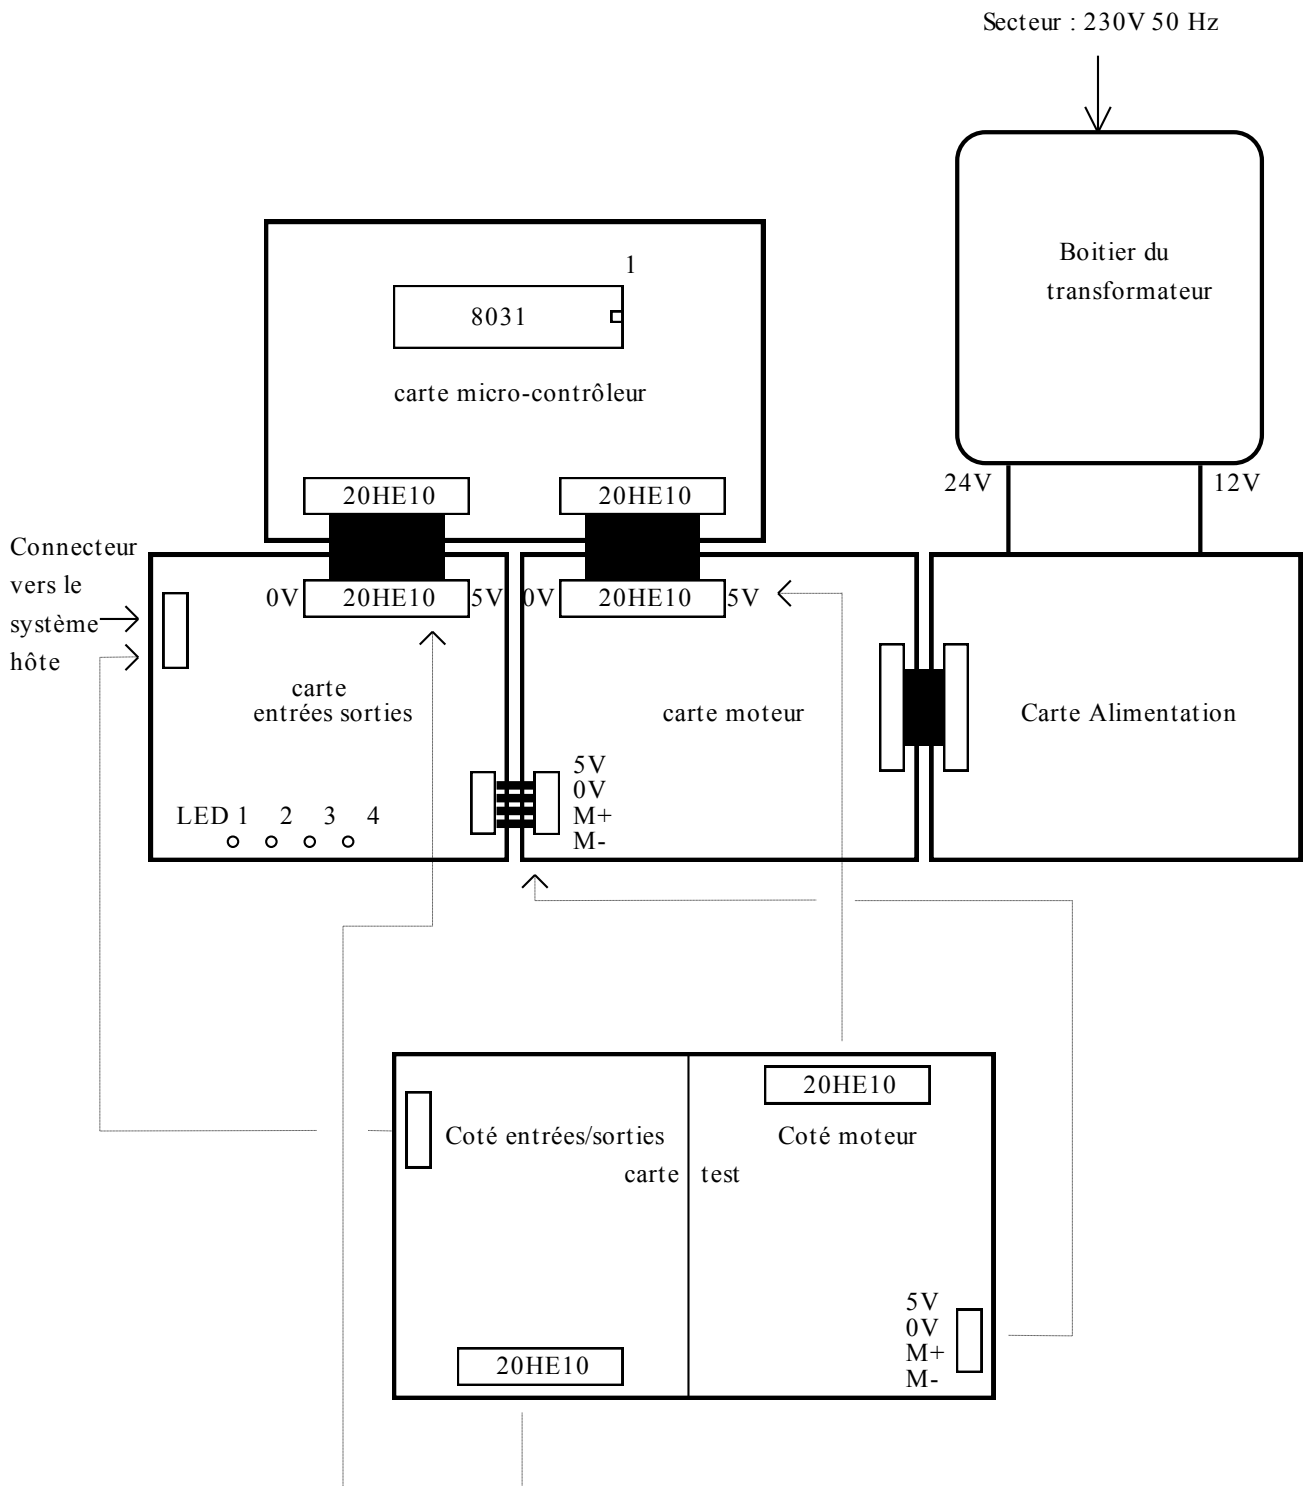 Secteur : 230V 50 Hz
Boitier du
transformateur
1
8031
carte micro-contrôleur
20HE10
20HE10
24V
12V
Connecteur
vers le
système
hôte
0V
20HE10
5V
0V
20HE10
5V
carte
entrées sorties
carte moteur
Carte Alimentation
5V
0V
M+
M-
LED 1 2 3 4
20HE10
Coté entrées/sorties
Coté moteur
carte test
5V
0V
M+
M-
20HE10